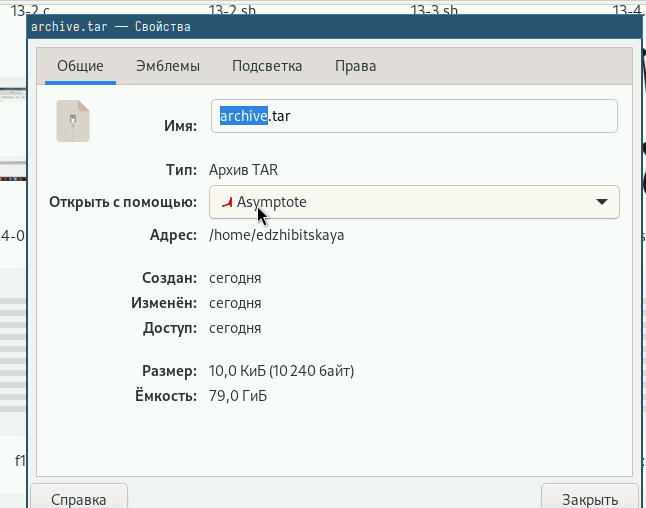 13-2 c
13-2 sh
13-3 sh
13-4.
archive.tar — Свойства
Общие
Эмблемы
Подсветка
Права
Имя:
archive.tar
Тип:
Архив TAR
Открыть с помощью:
Asymptote
4-0
Адрес:
/home/edzhibitskaya
Создан:
сегодня
Изменён:
сегодня
Доступ:
сегодня
Размер:
10,0 КиБ (10 240 байт)
Ёмкость:
79,0 ГиБ
f1
Справка
Закрыть